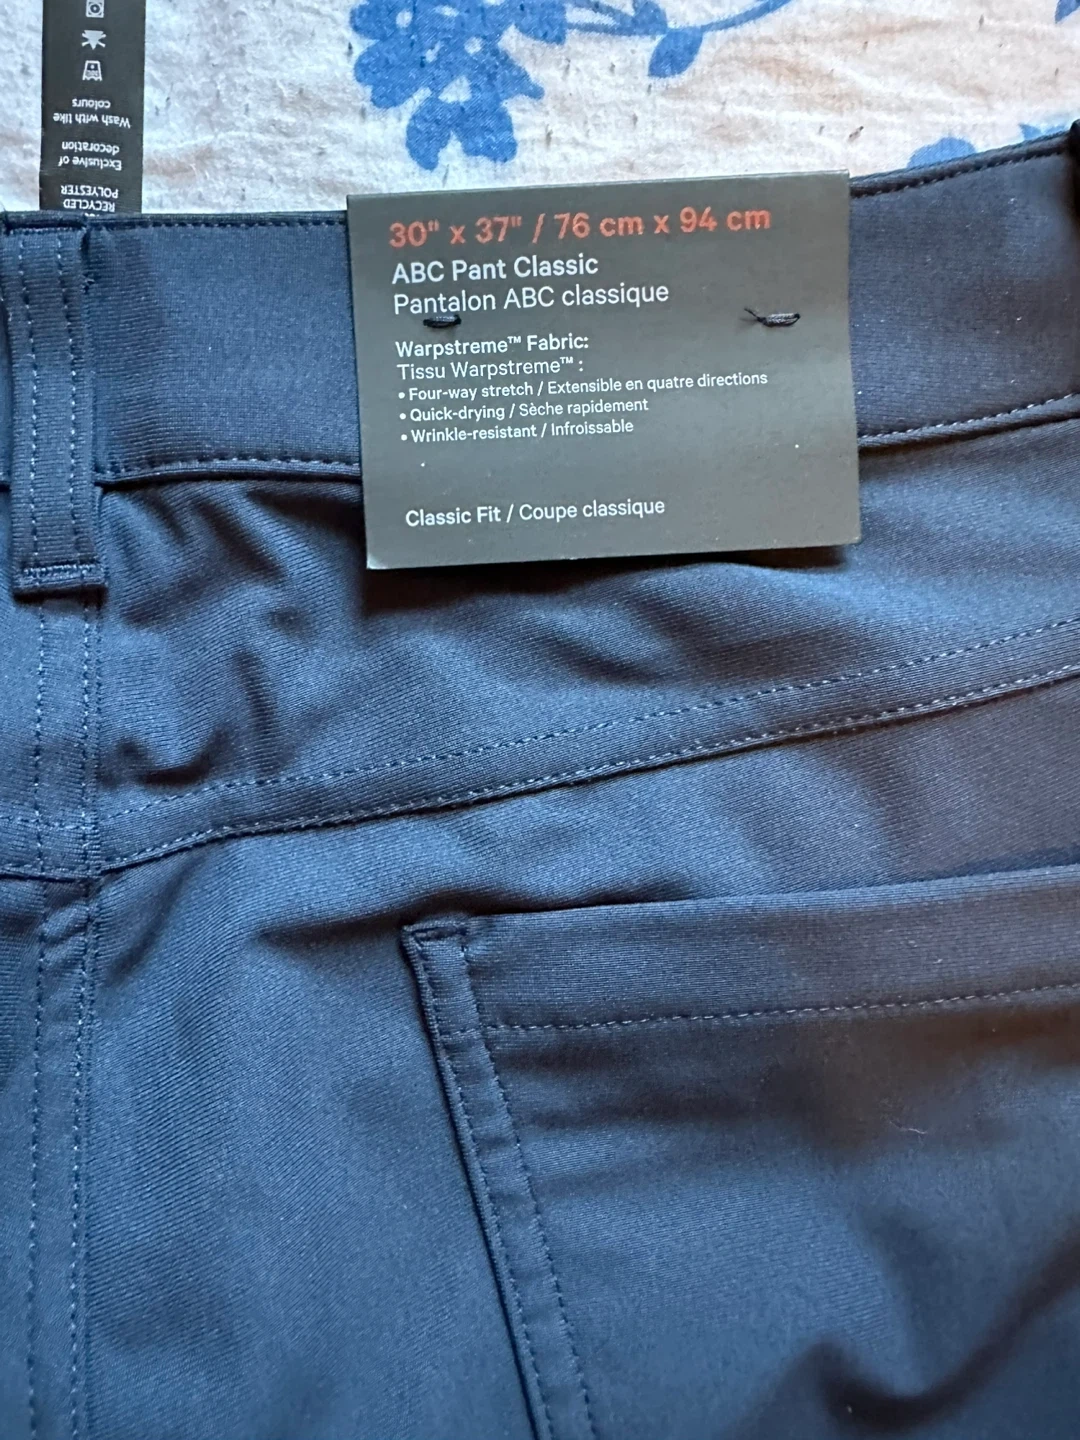 30" x 37" / 76 cm x 94 cm
ABC Pant Classic
Pantalon ABC classique
Warpstreme™ Fabric:
Tissu Warpstreme™ :
• Four-way stretch / Extensible en quatre directions
• Quick-drying / Sèche rapidement
• Wrinkle-resistant / Infroissable
Classic Fit / Coupe classique
RECYCLED
POLYESTER
Exclusive of
decoration
Wash with like
colours